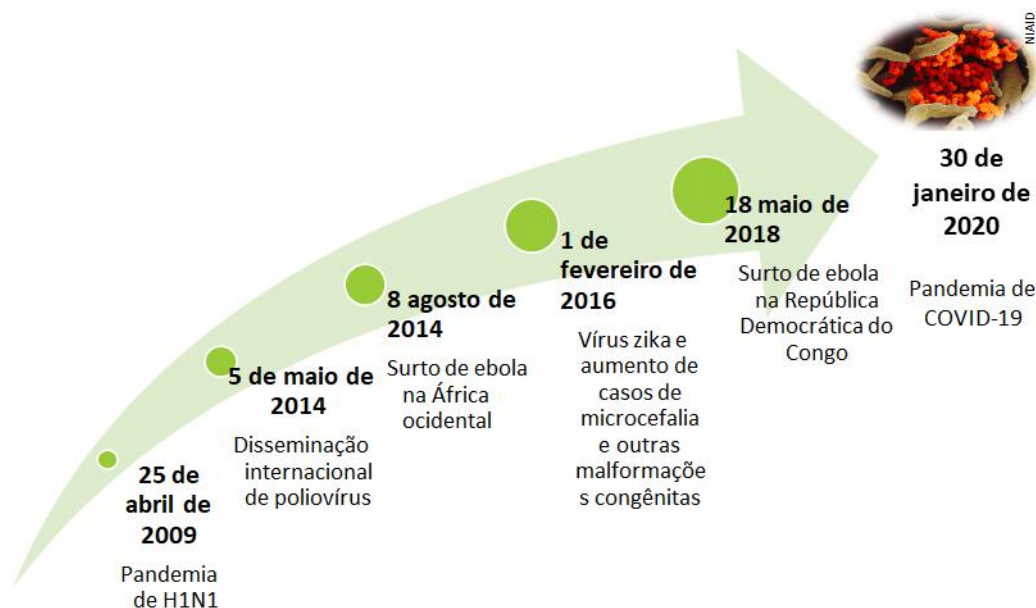 25 de
abril de
2009
Pandemia
de H1N1
5 de maio de
2014
Disseminação
internacional
de poliovírus
8 agosto de
2014
Surto de ebola
na África
ocidental
1 de
fevereiro de
2016
Vírus zika e
aumento de
casos de
microcefalia
e outras
malformaçõe
s congênitas
18 maio de
2018
Surto de ebola
na República
Democrática do
Congo
NIAID
30 de
janeiro de
2020
Pandemia de
COVID-19